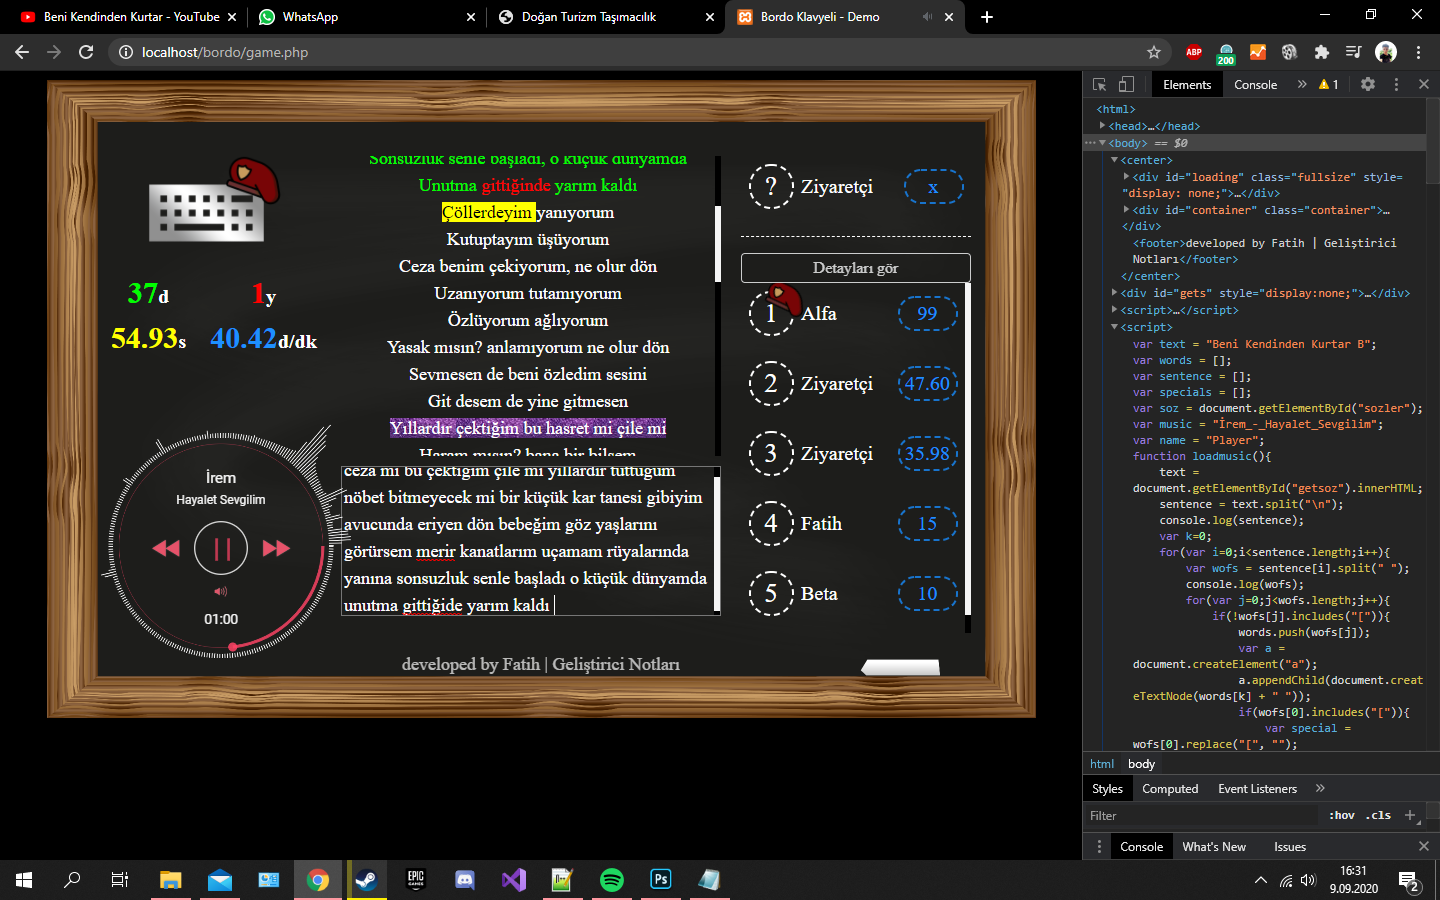 Beni Kendinden Kurtar - YouTube
WhatsApp
Doğan Turizm Taşımacılık
Bordo Klavyeli - Demo
localhost/bordo/game.php
ABP
200
37d
1y
54.93s
40.42d/dk
İrem
Hayalet Sevgilim
01:00
Sonsuzluk senle başladı, o küçük dünyamda
Unutma gittiğinde yarım kaldı
Çöllerdeyim yanıyorum
Kutuptayım üşüyorum
Ceza benim çekiyorum, ne olur dön
Uzanıyorum tutamıyorum
Özlüyorum ağlıyorum
Yasak mısın? anlamıyorum ne olur dön
Sevmesen de beni özledim sesini
Git desem de yine gitmesen
Yıllardır çektiğim bu hasret mi çile mi
Haram mısın? bana bir bilsem
ceza mı bu çektiğim çile mi yıllardır tuttuğum
nöbet bitmeyecek mi bir küçük kar tanesi gibiyim
avucunda eriyen dön bebeğim göz yaşlarını
görürsem merir kanatlarım uçamam rüyalarında
yanına sonsuzluk senle başladı o küçük dünyamda
unutma gittiğide yarım kaldı
? Ziyaretçi x
Detayları gör
1 Alfa 99
2 Ziyaretçi 47.60
3 Ziyaretçi 35.98
4 Fatih 15
5 Beta 10
developed by Fatih | Geliştirici Notları
Elements
Console
1
<html>
<head>…</head>
<body> == $0
<center>
<div id="loading" class="fullsize" style=
"display: none;">…</div>
<div id="container" class="container">…
</div>
<footer>developed by Fatih | Geliştirici
Notları</footer>
</center>
<div id="gets" style="display:none;">…</div>
<script>…</script>
<script>
var text = "Beni Kendinden Kurtar B";
var words = [];
var sentence = [];
var specials = [];
var soz = document.getElementById("sozler");
var music = "İrem_-_Hayalet_Sevgilim";
var name = "Player";
function loadmusic(){
text =
document.getElementById("getsoz").innerHTML;
sentence = text.split("\n");
console.log(sentence);
var k=0;
for(var i=0;i<sentence.length;i++){
var wofs = sentence[i].split(" ");
console.log(wofs);
for(var j=0;j<wofs.length;j++){
if(!wofs[j].includes("[")){
words.push(wofs[j]);
var a =
document.createElement("a");
a.appendChild(document.creat
eTextNode(words[k] + " "));
if(wofs[0].includes("[")){
var special =
wofs[0].replace("[", "");
html body
Styles
Computed
Event Listeners
Filter
:hov .cls
Console
What's New
Issues
EPIC
GAMES
Ps
16:31
9.09.2020
2